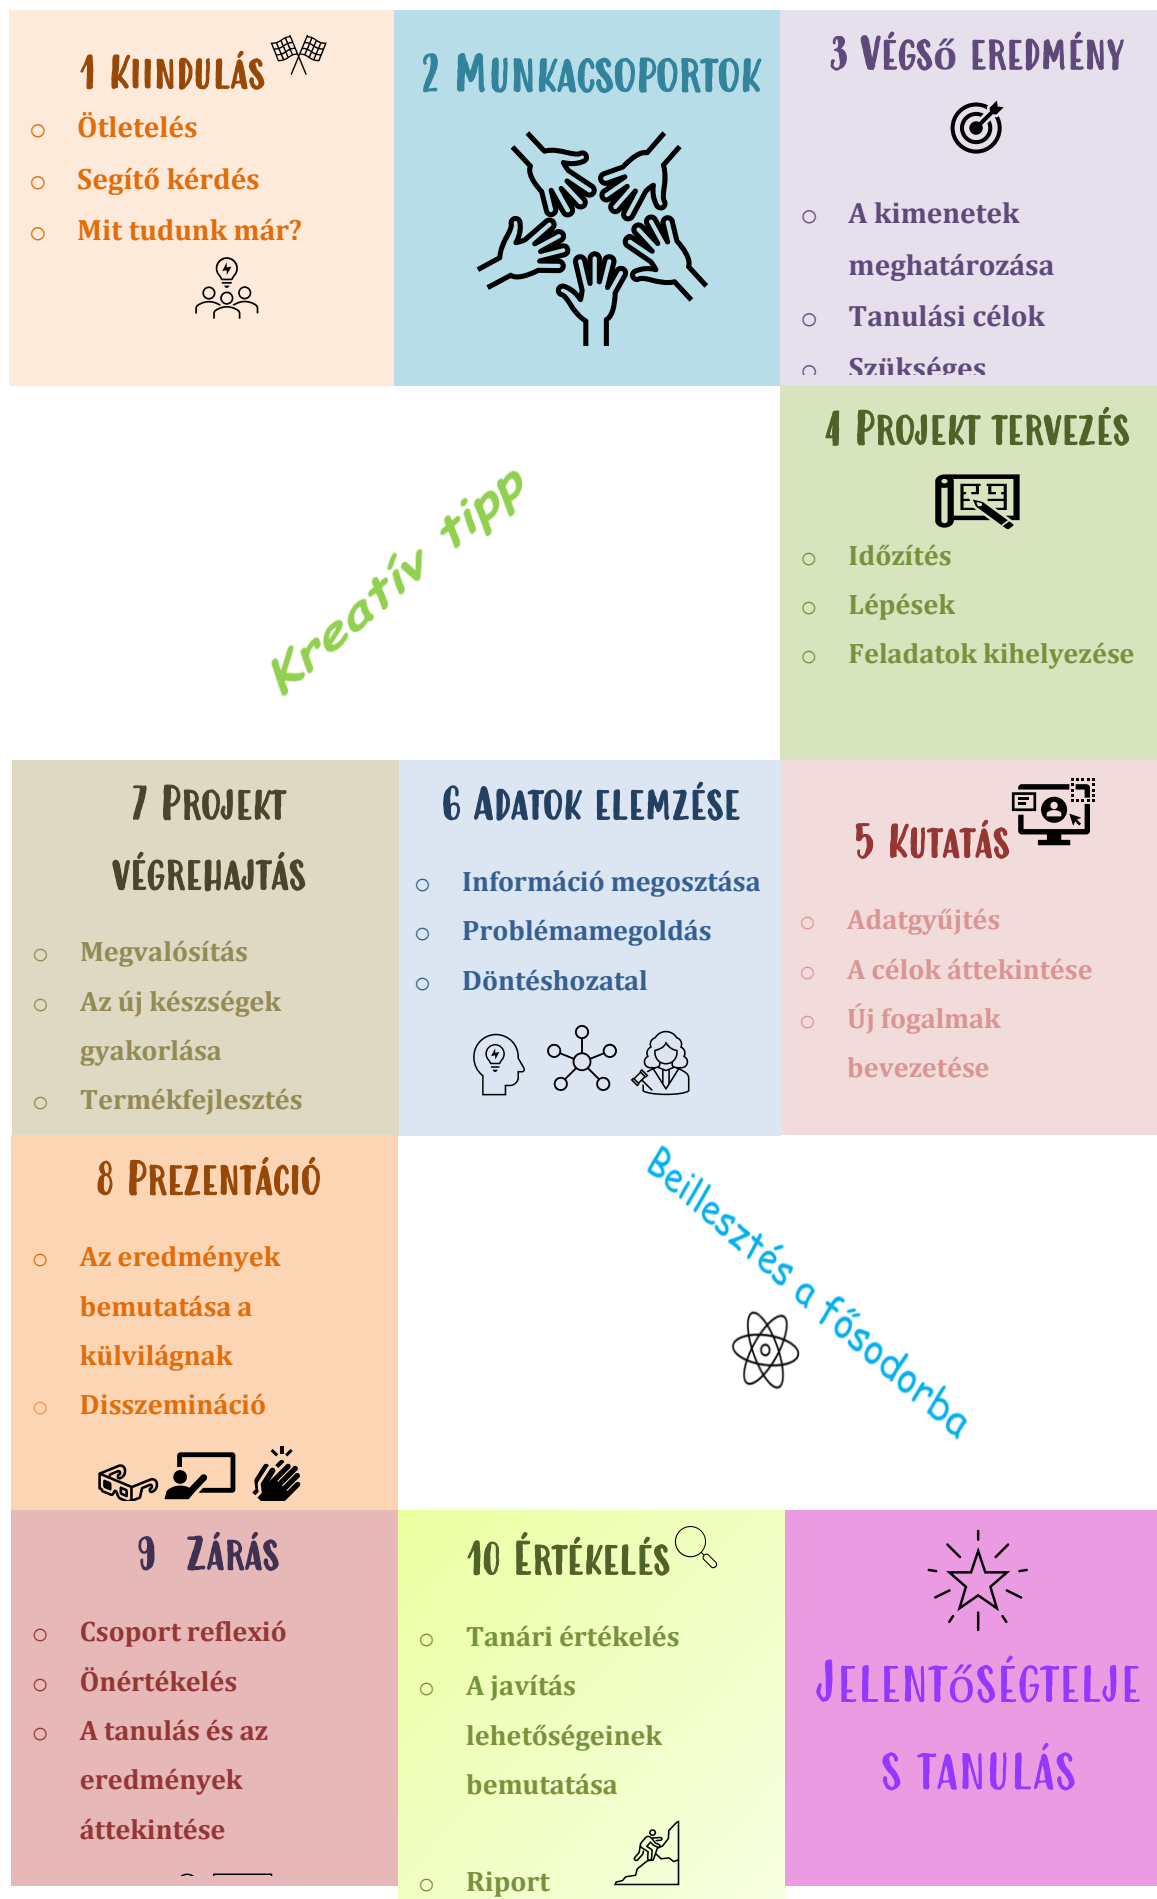 1 Kiindulás
Ötletelés
Segítő kérdés
Mit tudunk már?
2 Munkacsoportok
3 Végső eredmény
A kimenetek
meghatározása
Tanulási célok
Szükséges
Kreatív tipp
4 Projekt tervezés
Időzítés
Lépések
Feladatok kihelyezése
7 Projekt
végrehajtás
Megvalósítás
Az új készségek
gyakorlása
Termékfejlesztés
6 Adatok elemzése
Információ megosztása
Problémamegoldás
Döntéshozatal
5 Kutatás
Adatgyűjtés
A célok áttekintése
Új fogalmak
bevezetése
8 Prezentáció
Az eredmények
bemutatása a
külvilágnak
Disszemináció
Beillesztés a fősodorba
9 Zárás
Csoport reflexió
Önértékelés
A tanulás és az
eredmények
áttekintése
10 Értékelés
Tanári értékelés
A javítás
lehetőségeinek
bemutatása
Riport
Jelentőségtelje
s tanulás